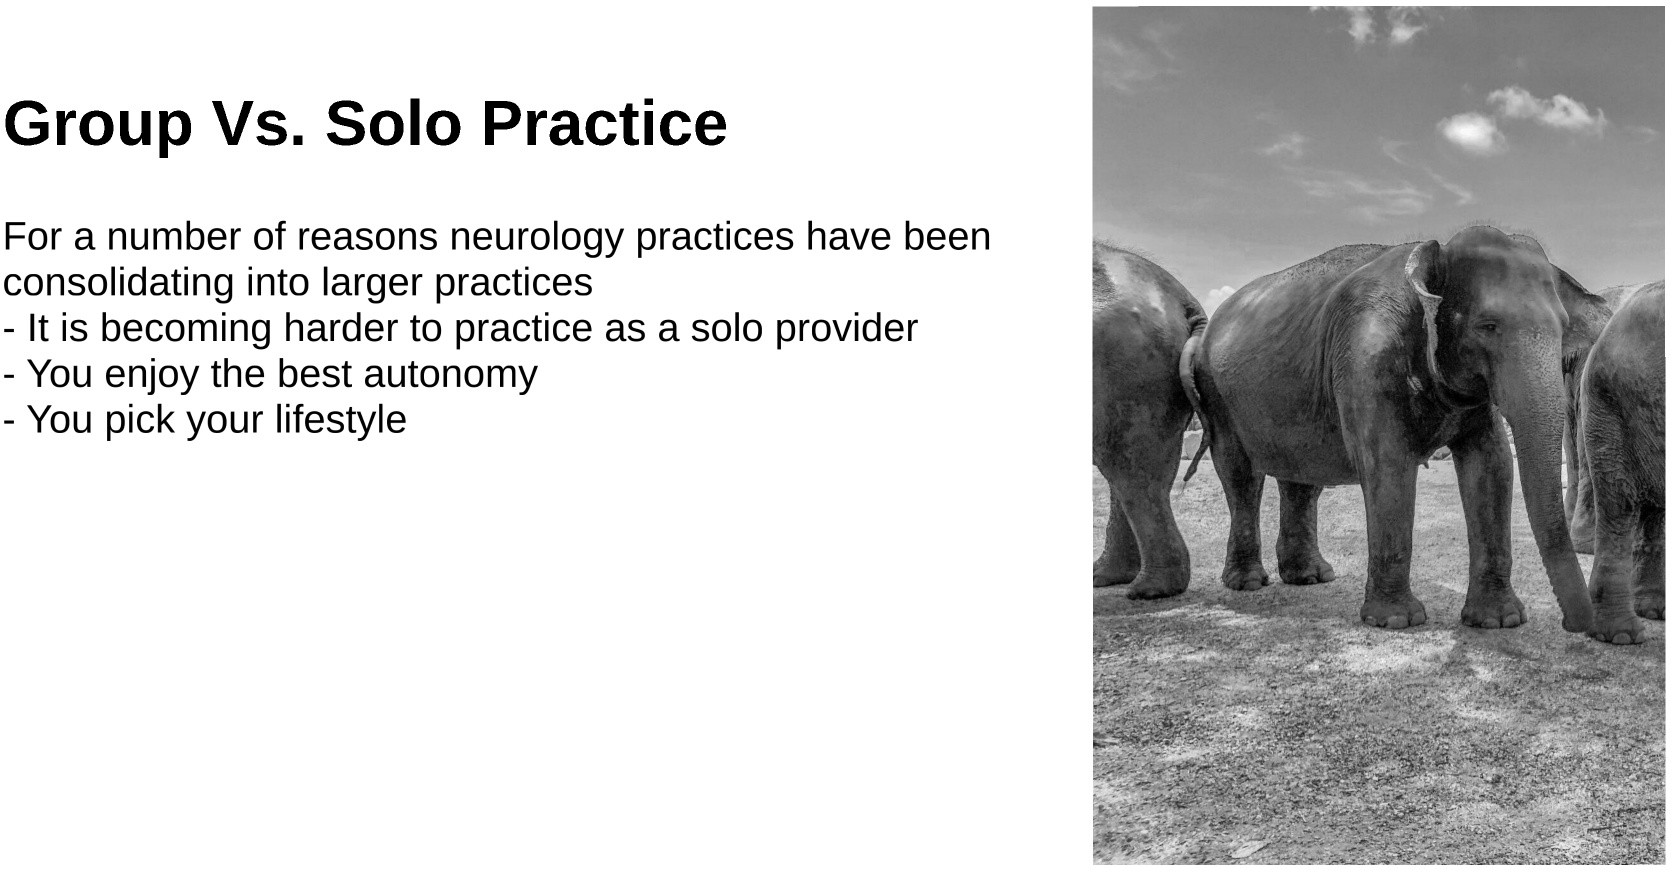 Group Vs. Solo Practice
For a number of reasons neurology practices have been
consolidating into larger practices
- It is becoming harder to practice as a solo provider
- You enjoy the best autonomy
- You pick your lifestyle